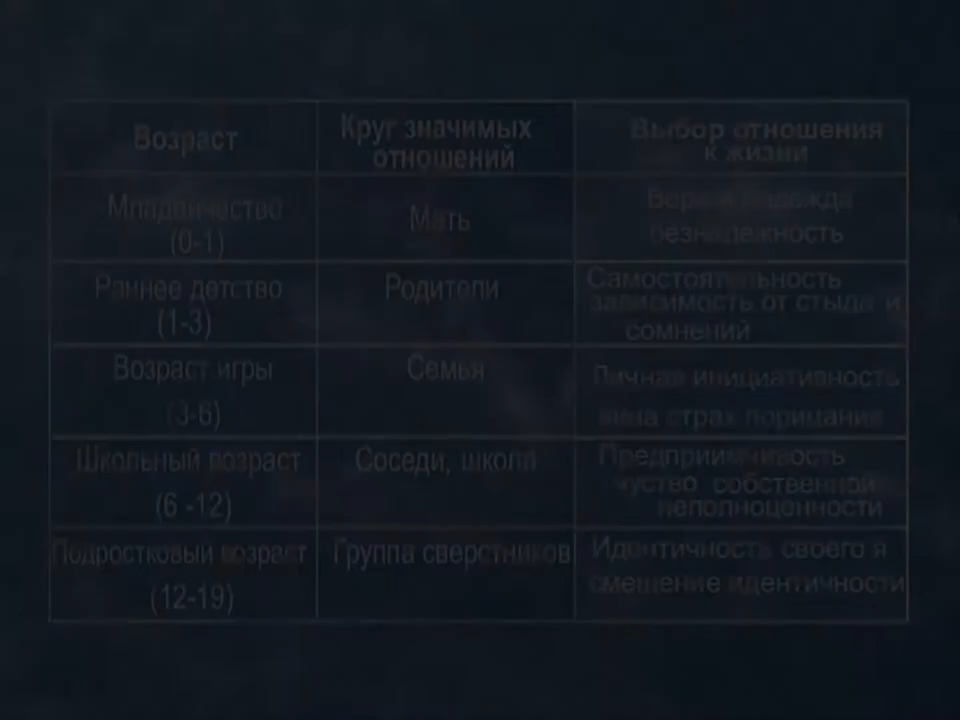 Возраст
Круг значимых
отношений
Выбор отношения
к жизни
Младенчество
(0-1)
Мать
Вера и надежда
безнадежность
Раннее детство
(1-3)
Родители
Самостоятельность
зависимость от стыда и
сомнений
Возраст игры
(3-6)
Семья
Личная инициативность
вина страх порицания
Школьный возраст
(6 -12)
Соседи, школа
Предприимчивость
чуство собственной
неполноценности
Подростковый возраст
(12-19)
Группа сверстников
Идентичность своего я
смещение идентичности